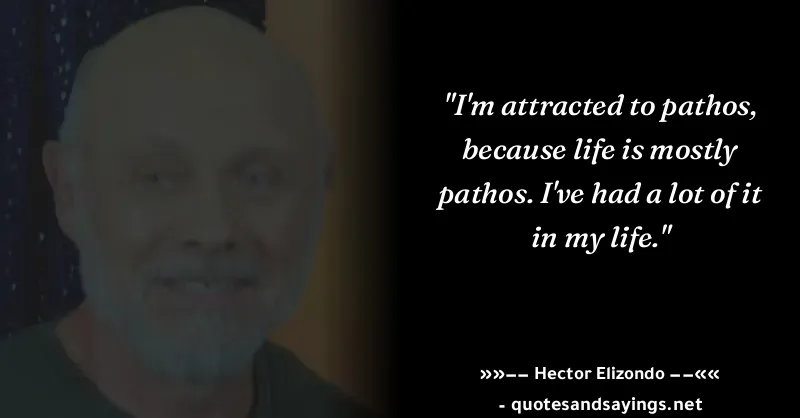 "I'm attracted to pathos,
because life is mostly
pathos. I've had a lot of it
in my life."
»»–– Hector Elizondo ––««
- quotesandsayings.net